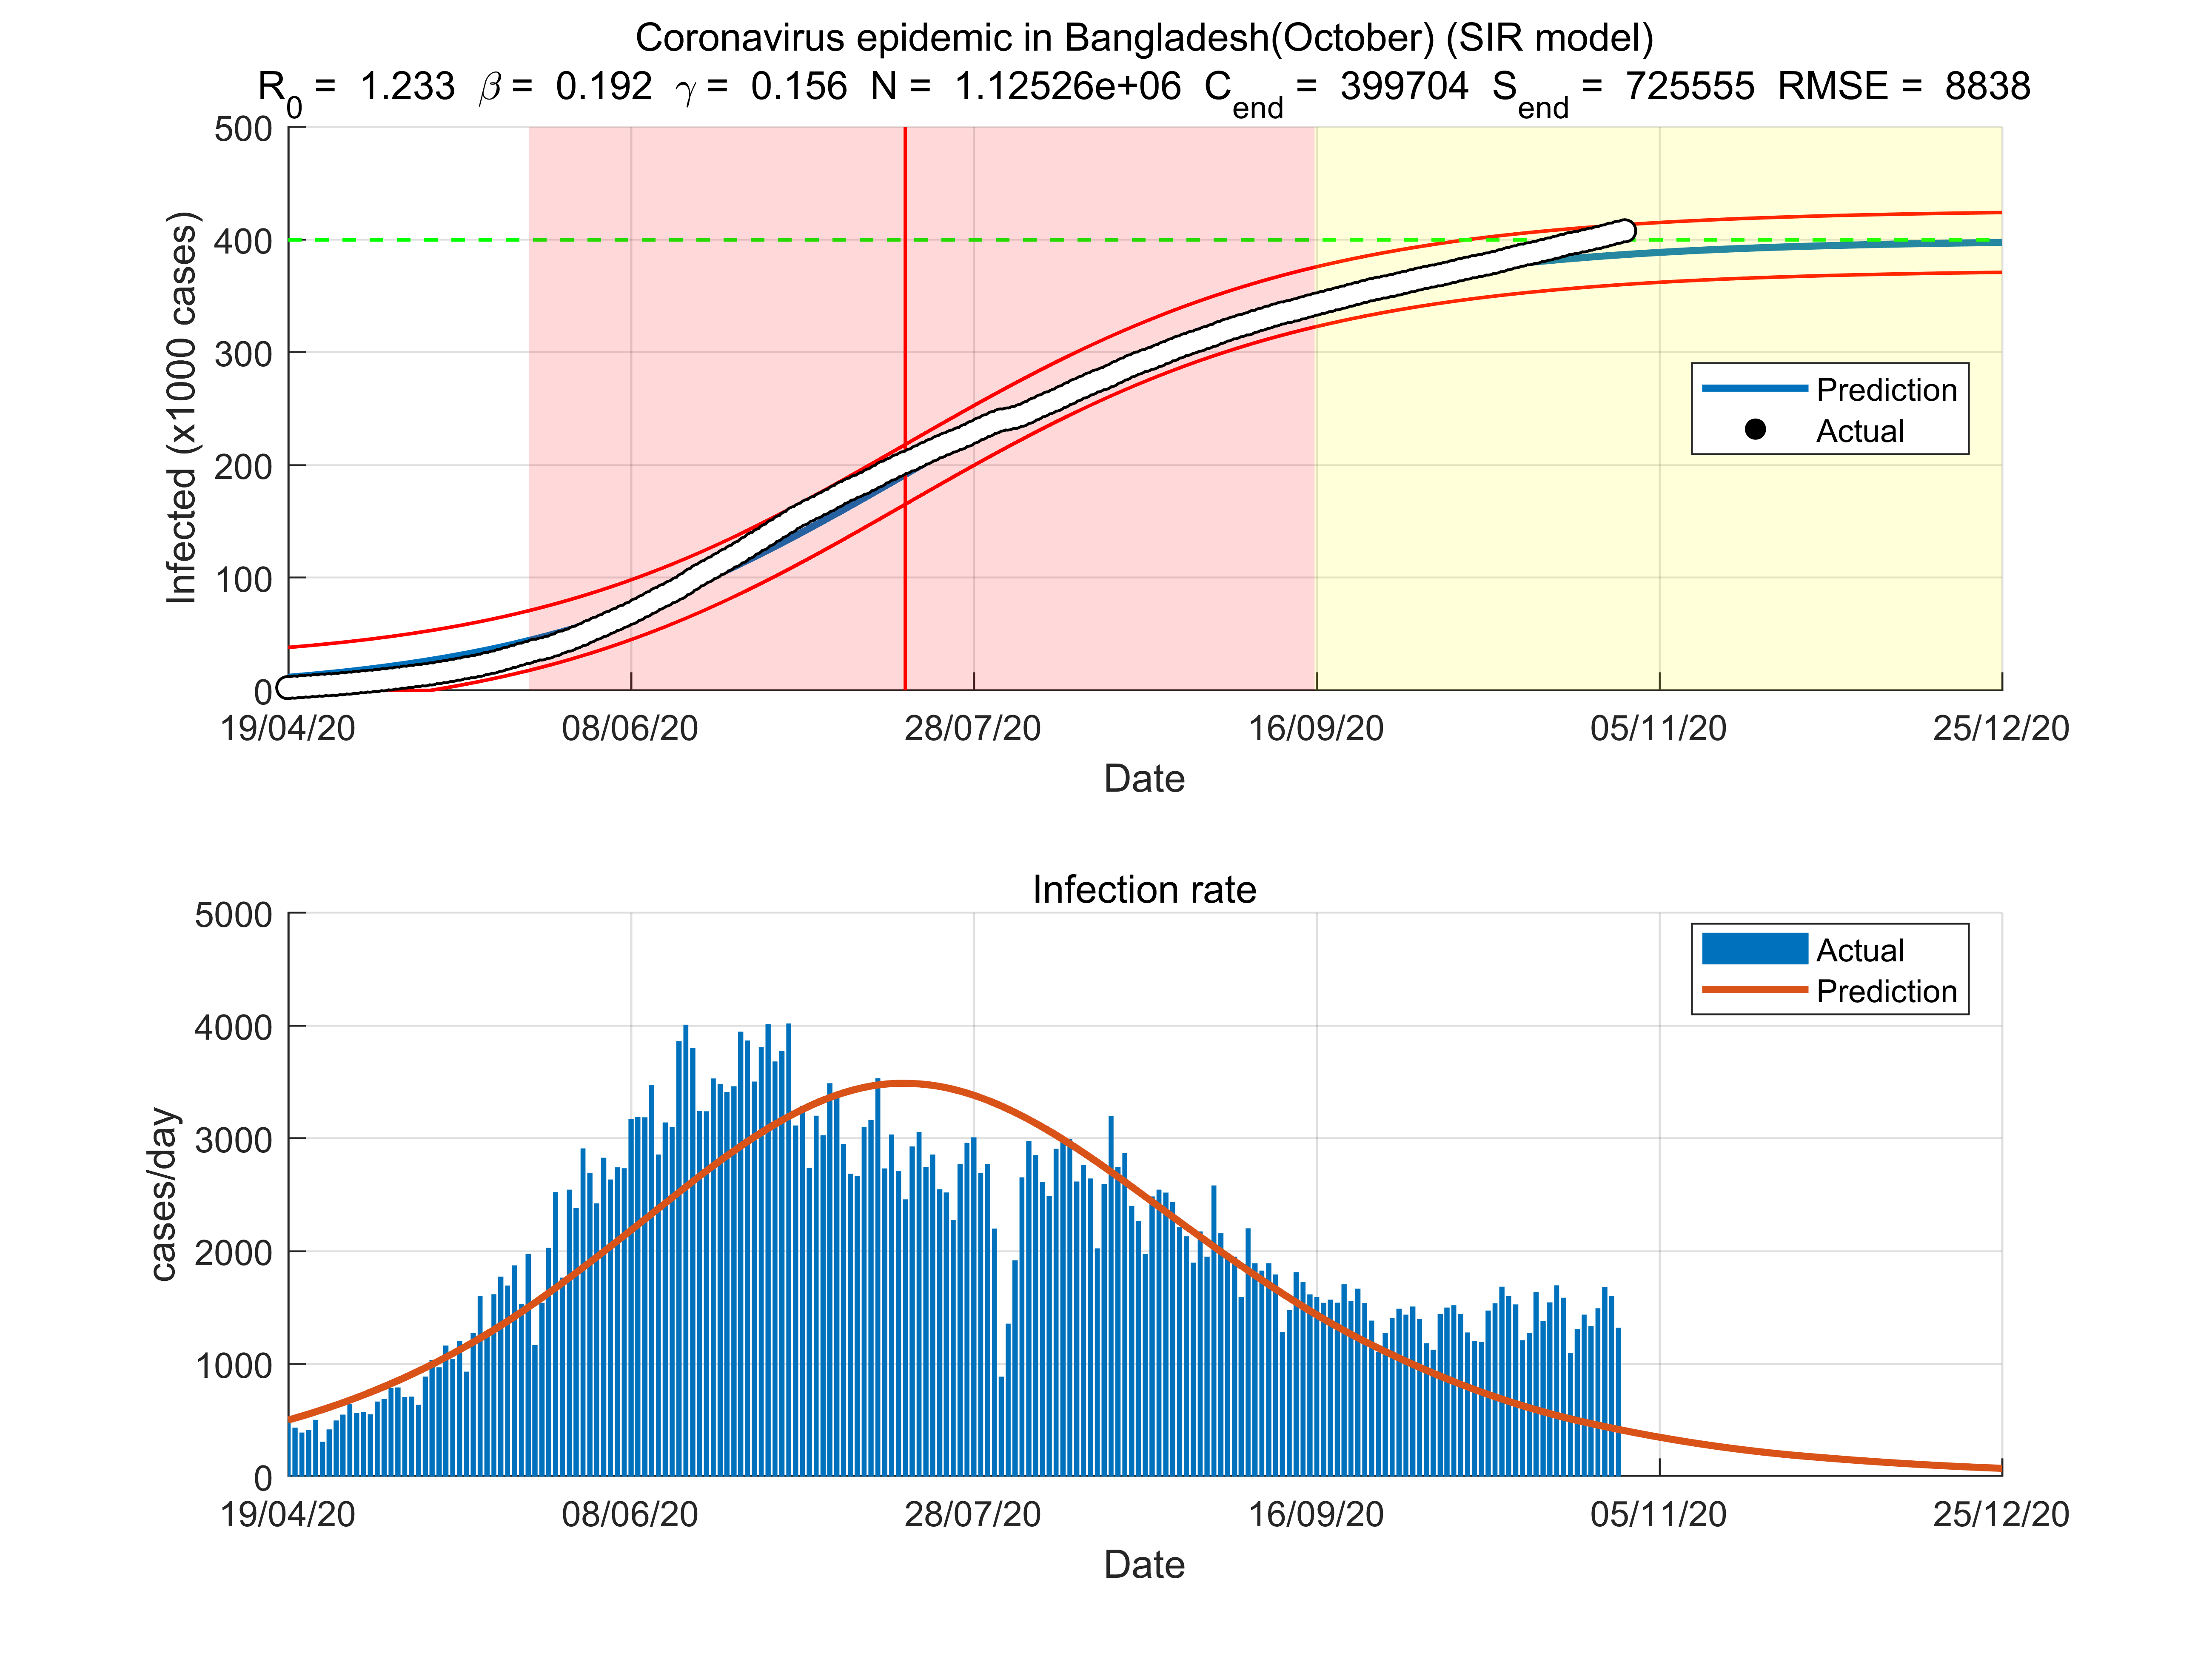 Coronavirus epidemic in Bangladesh(October) (SIR model)
R0 = 1.233 β = 0.192 γ = 0.156 N = 1.12526e+06 Cend = 399704 Send = 725555 RMSE = 8838
500
400
300
200
100
0
Infected (x1000 cases)
Prediction
Actual
19/04/20 08/06/20 28/07/20 16/09/20 05/11/20 25/12/20
Date
Infection rate
5000
4000
3000
2000
1000
0
cases/day
Actual
Prediction
19/04/20 08/06/20 28/07/20 16/09/20 05/11/20 25/12/20
Date